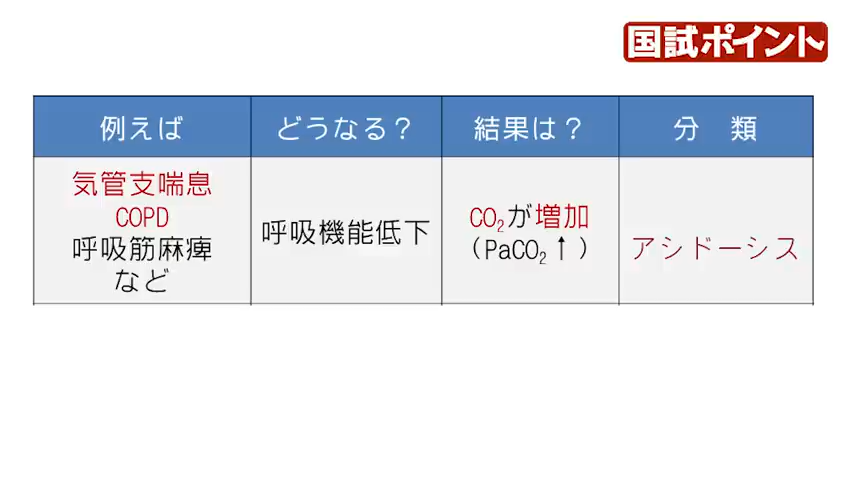 国試ポイント
例えば
どうなる？
結果は？
分　類
気管支喘息
COPD
呼吸筋麻痺
など
呼吸機能低下
CO₂が増加
（PaCO₂↑）
アシドーシス